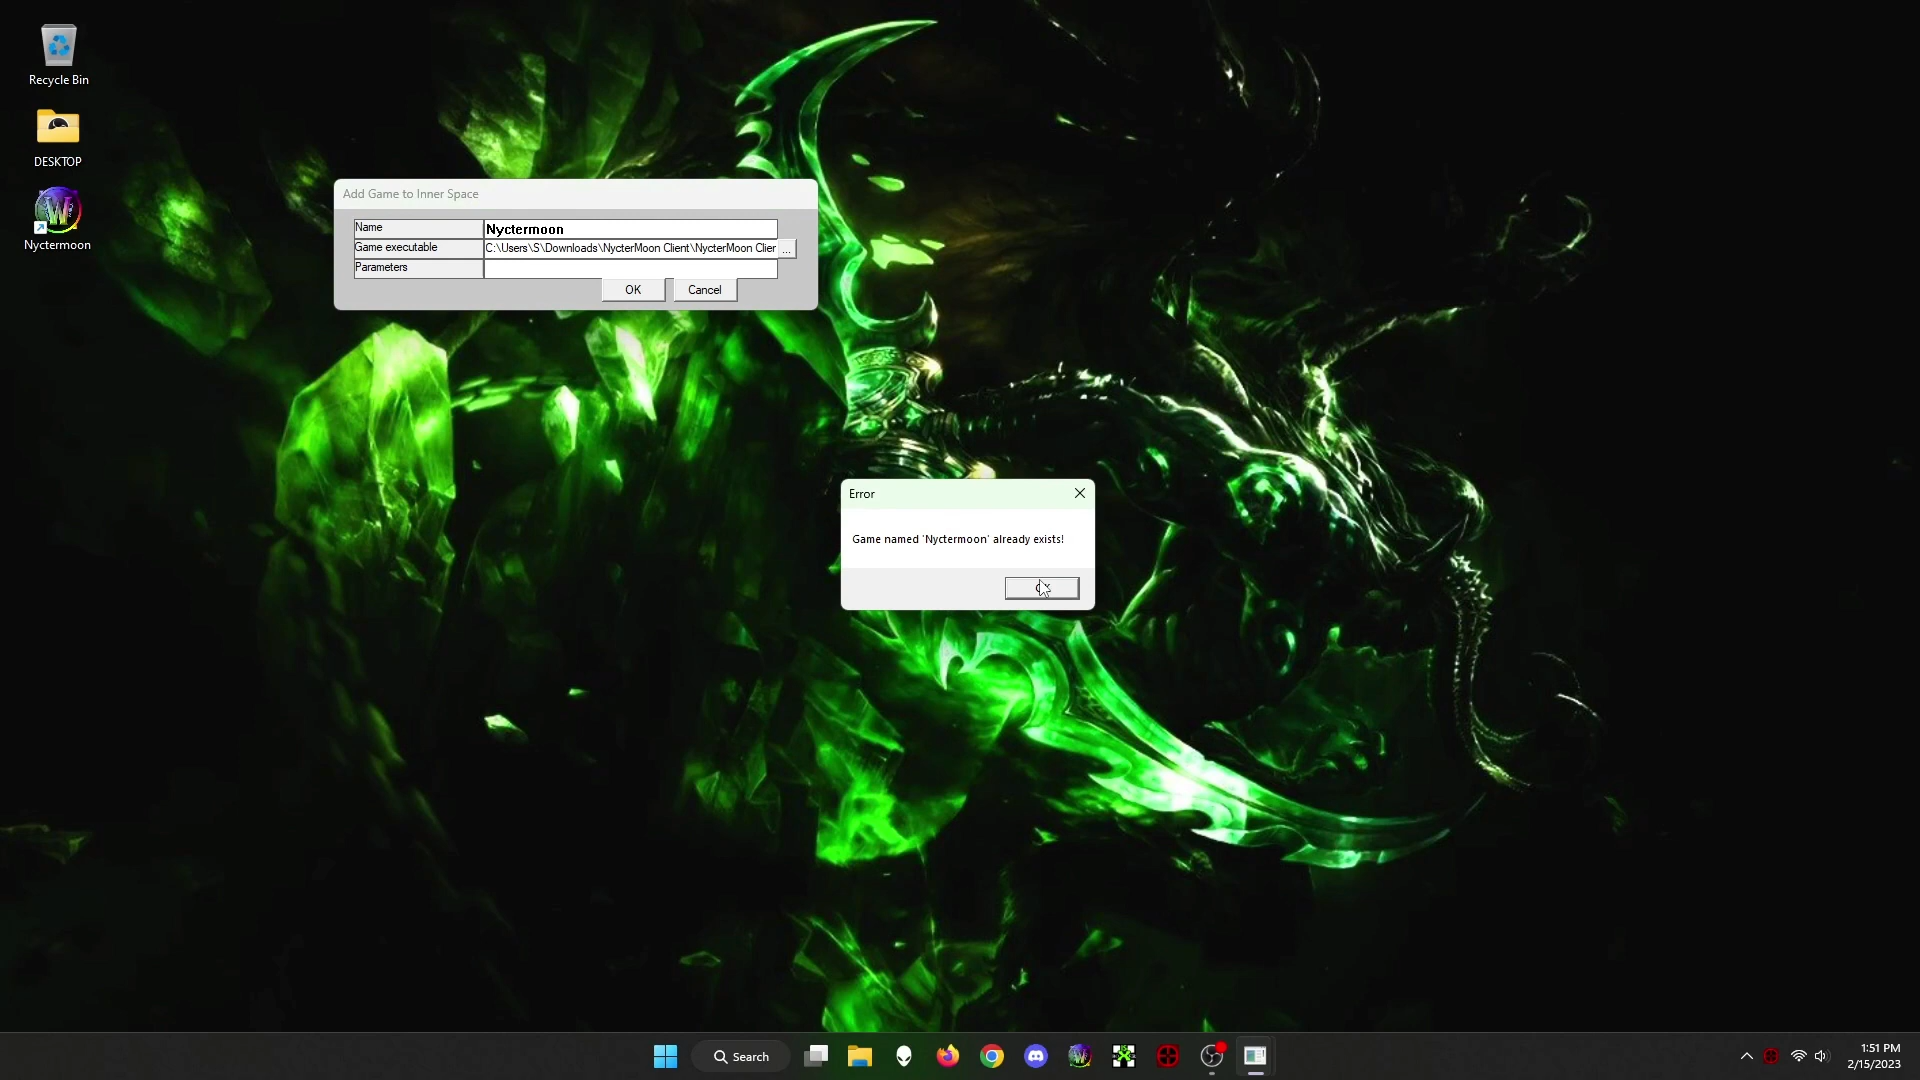 Recycle Bin
DESKTOP
Nyctermoon
Add Game to Inner Space
Name
Nyctermoon
Game executable
C:\Users\S\Downloads\NycterMoon Client\NycterMoon Clier
...
Parameters
OK
Cancel
Error
Game named 'Nyctermoon' already exists!
Search
1:51 PM
2/15/2023